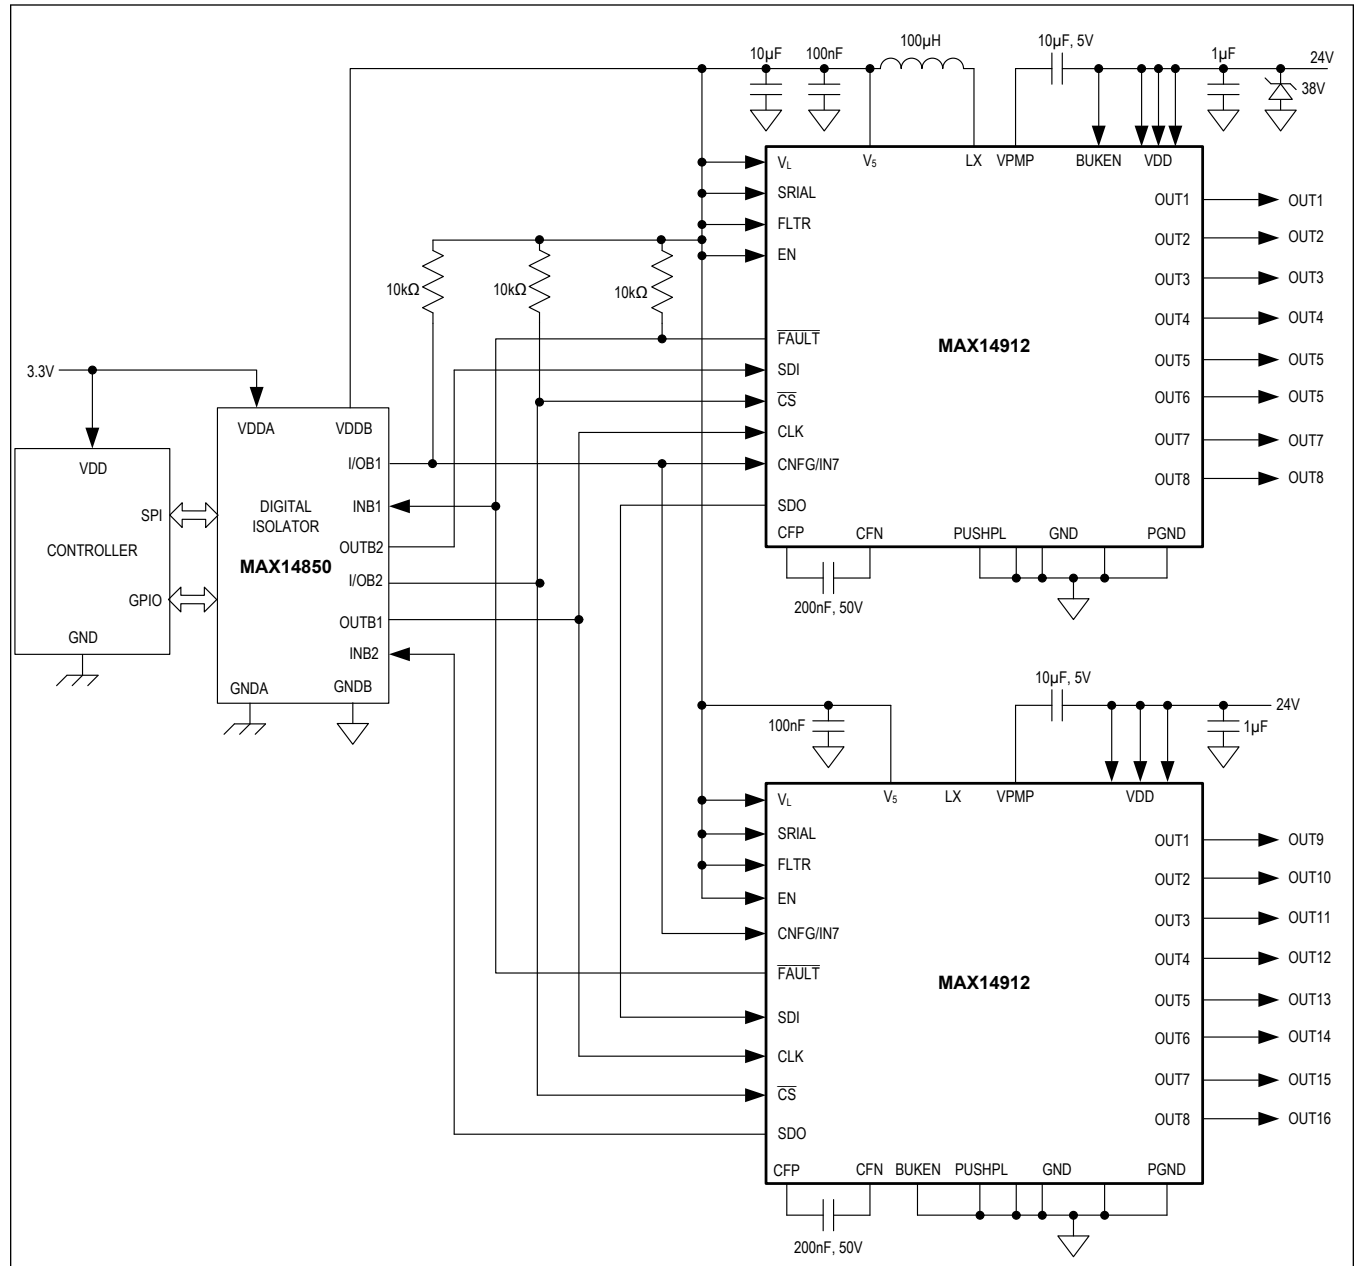 10µF
100nF
100µH
10µF, 5V
1µF
24V
38V
VL
V5
LX
VPMP
BUKEN
VDD
SRIAL
FLTR
EN
FAULT
SDI
CS
CLK
CNFG/IN7
SDO
CFP
CFN
PUSHPL
GND
PGND
MAX14912
OUT1
OUT2
OUT3
OUT4
OUT5
OUT6
OUT7
OUT8
OUT1
OUT2
OUT3
OUT4
OUT5
OUT5
OUT7
OUT8
200nF, 50V
10kΩ
10kΩ
10kΩ
3.3V
VDD
SPI
CONTROLLER
GPIO
GND
VDDA
VDDB
I/OB1
DIGITAL
ISOLATOR
MAX14850
INB1
OUTB2
I/OB2
OUTB1
INB2
GNDA
GNDB
100nF
10µF, 5V
24V
1µF
VL
V5
LX
VPMP
VDD
SRIAL
FLTR
EN
CNFG/IN7
FAULT
SDI
CLK
CS
SDO
MAX14912
OUT1
OUT2
OUT3
OUT4
OUT5
OUT6
OUT7
OUT8
OUT9
OUT10
OUT11
OUT12
OUT13
OUT14
OUT15
OUT16
CFP
CFN
BUKEN
PUSHPL
GND
PGND
200nF, 50V